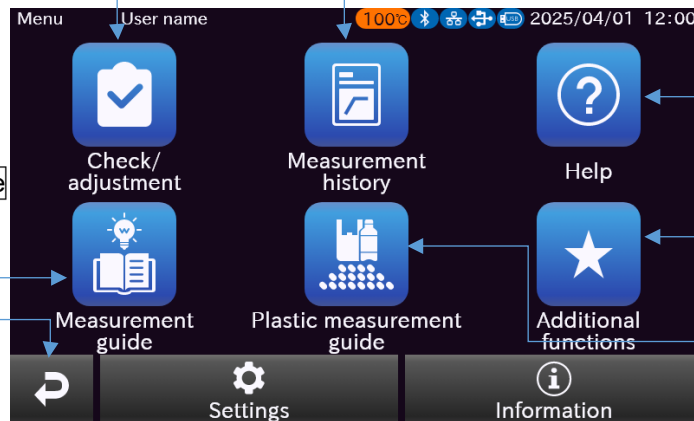 Menu User name 100℃ USB 2025/04/01 12:00
Check/
adjustment
Measurement
history
Help
e
Measurement
guide
Plastic measurement
guide
Additional
functions
Settings
Information